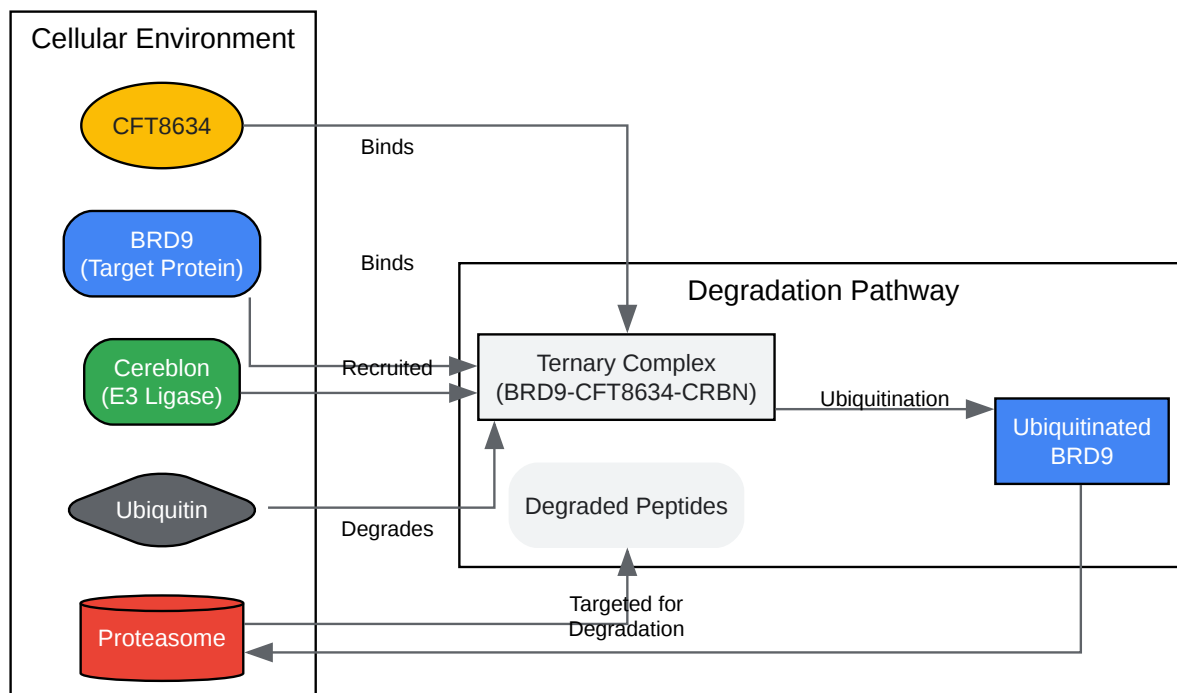 Cellular Environment
CFT8634
Binds
BRD9
(Target Protein)
Binds
Degradation Pathway
Cereblon
(E3 Ligase)
Recruited
Ternary Complex
(BRD9-CFT8634-CRBN)
Ubiquitination
Ubiquitinated
BRD9
Ubiquitin
Degrades
Degraded Peptides
Proteasome
Targeted for
Degradation